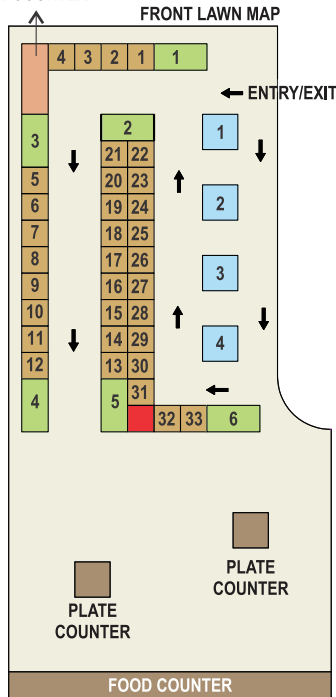 FRONT LAWN MAP
4 3 2 1 1
ENTRY/EXIT
3
2
1
21 22
5
20 23
6
19 24
2
7
18 25
8
17 26
9
16 27
3
10
15 28
11
14 29
4
12
13 30
4
5
31
32 33 6
PLATE
COUNTER
PLATE
COUNTER
FOOD COUNTER